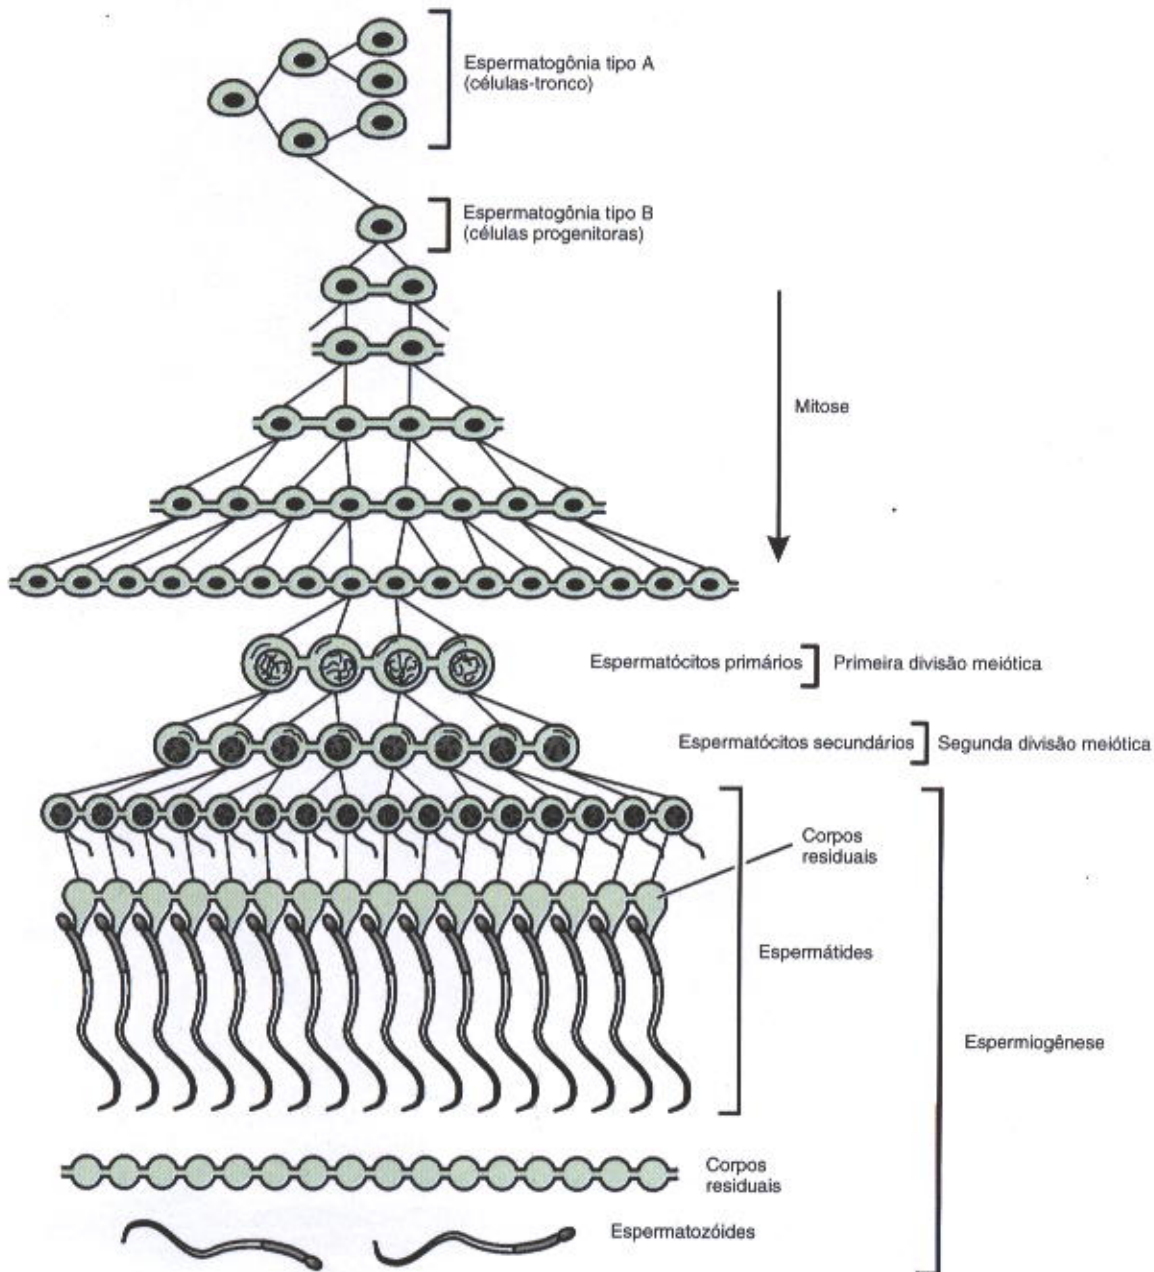 Espermatogônia tipo A
(células-tronco)
Espermatogônia tipo B
(células progenitoras)
Mitose
Espermatócitos primários
Primeira divisão meiótica
Espermatócitos secundários
Segunda divisão meiótica
Corpos
residuais
Espermátides
Espermiogênese
Corpos
residuais
Espermatozóides